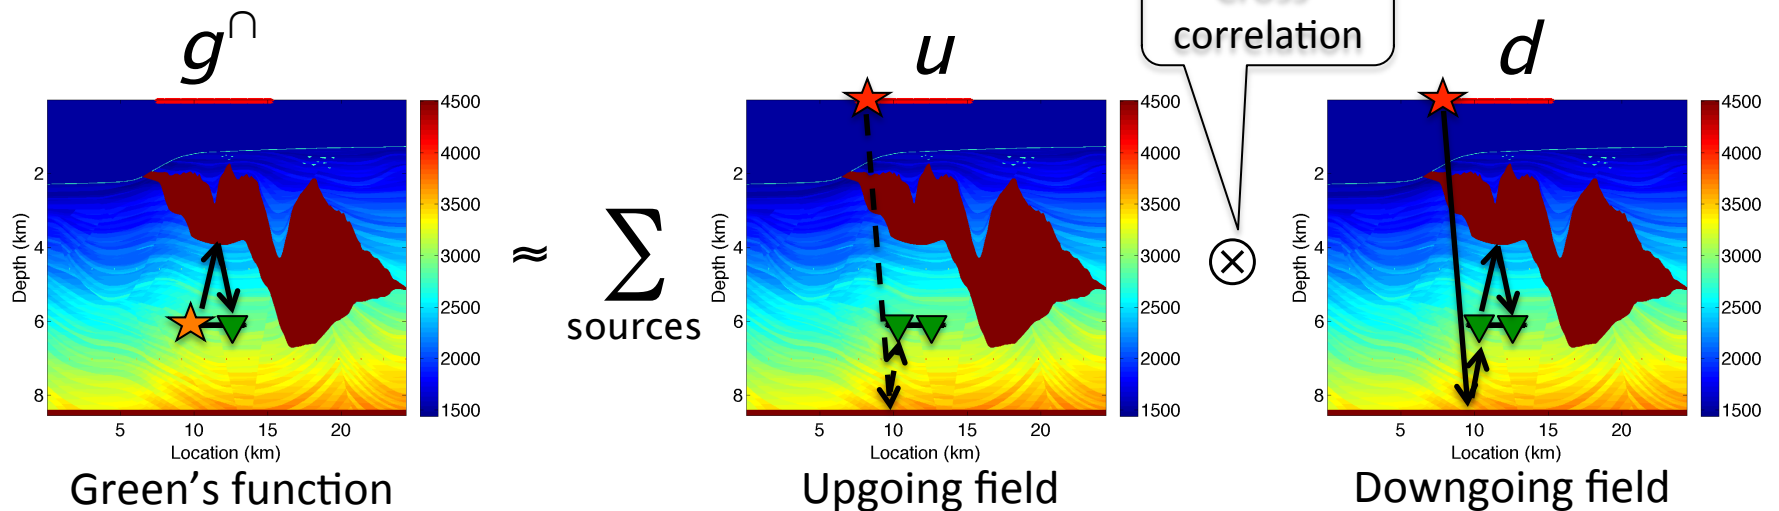 cross
correlation
g∩
u
d
4500
4000
3500
3000
2500
2000
1500
2
4
6
8
Depth (km)
5 10 15 20
Location (km)
Green's function
≈
∑
sources
4500
4000
3500
3000
2500
2000
1500
2
4
6
8
Depth (km)
5 10 15 20
Location (km)
Upgoing field
⊗
4500
4000
3500
3000
2500
2000
1500
2
4
6
8
Depth (km)
5 10 15 20
Location (km)
Downgoing field